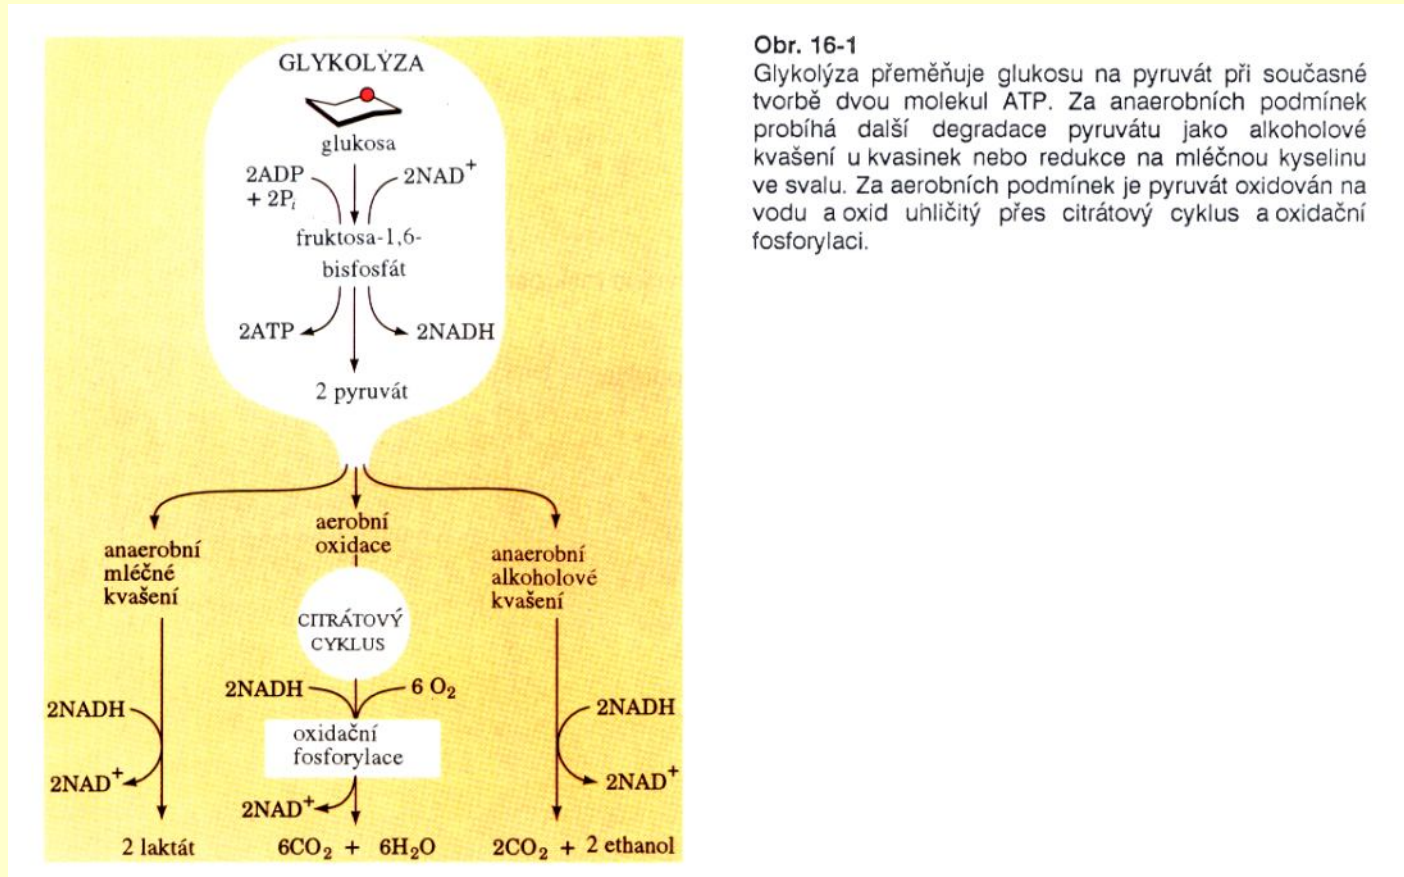 GLYKOLÝZA
glukosa
2ADP
+ 2Pᵢ
2NAD⁺
fruktosa-1,6-
bisfosfát
2ATP
2NADH
2 pyruvát
anaerobní
mléčné
kvašení
aerobní
oxidace
anaerobní
alkoholové
kvašení
CITRÁTOVÝ
CYKLUS
2NADH
2NAD⁺
2NADH
6 O₂
oxidační
fosforylace
2NAD⁺
2NADH
2NAD⁺
2 laktát
6CO₂ + 6H₂O
2CO₂ + 2 ethanol
Obr. 16-1
Glykolýza přeměňuje glukosu na pyruvát při současné
tvorbě dvou molekul ATP. Za anaerobních podmínek
probíhá další degradace pyruvátu jako alkoholové
kvašení u kvasinek nebo redukce na mléčnou kyselinu
ve svalu. Za aerobních podmínek je pyruvát oxidován na
vodu a oxid uhličitý přes citrátový cyklus a oxidační
fosforylaci.